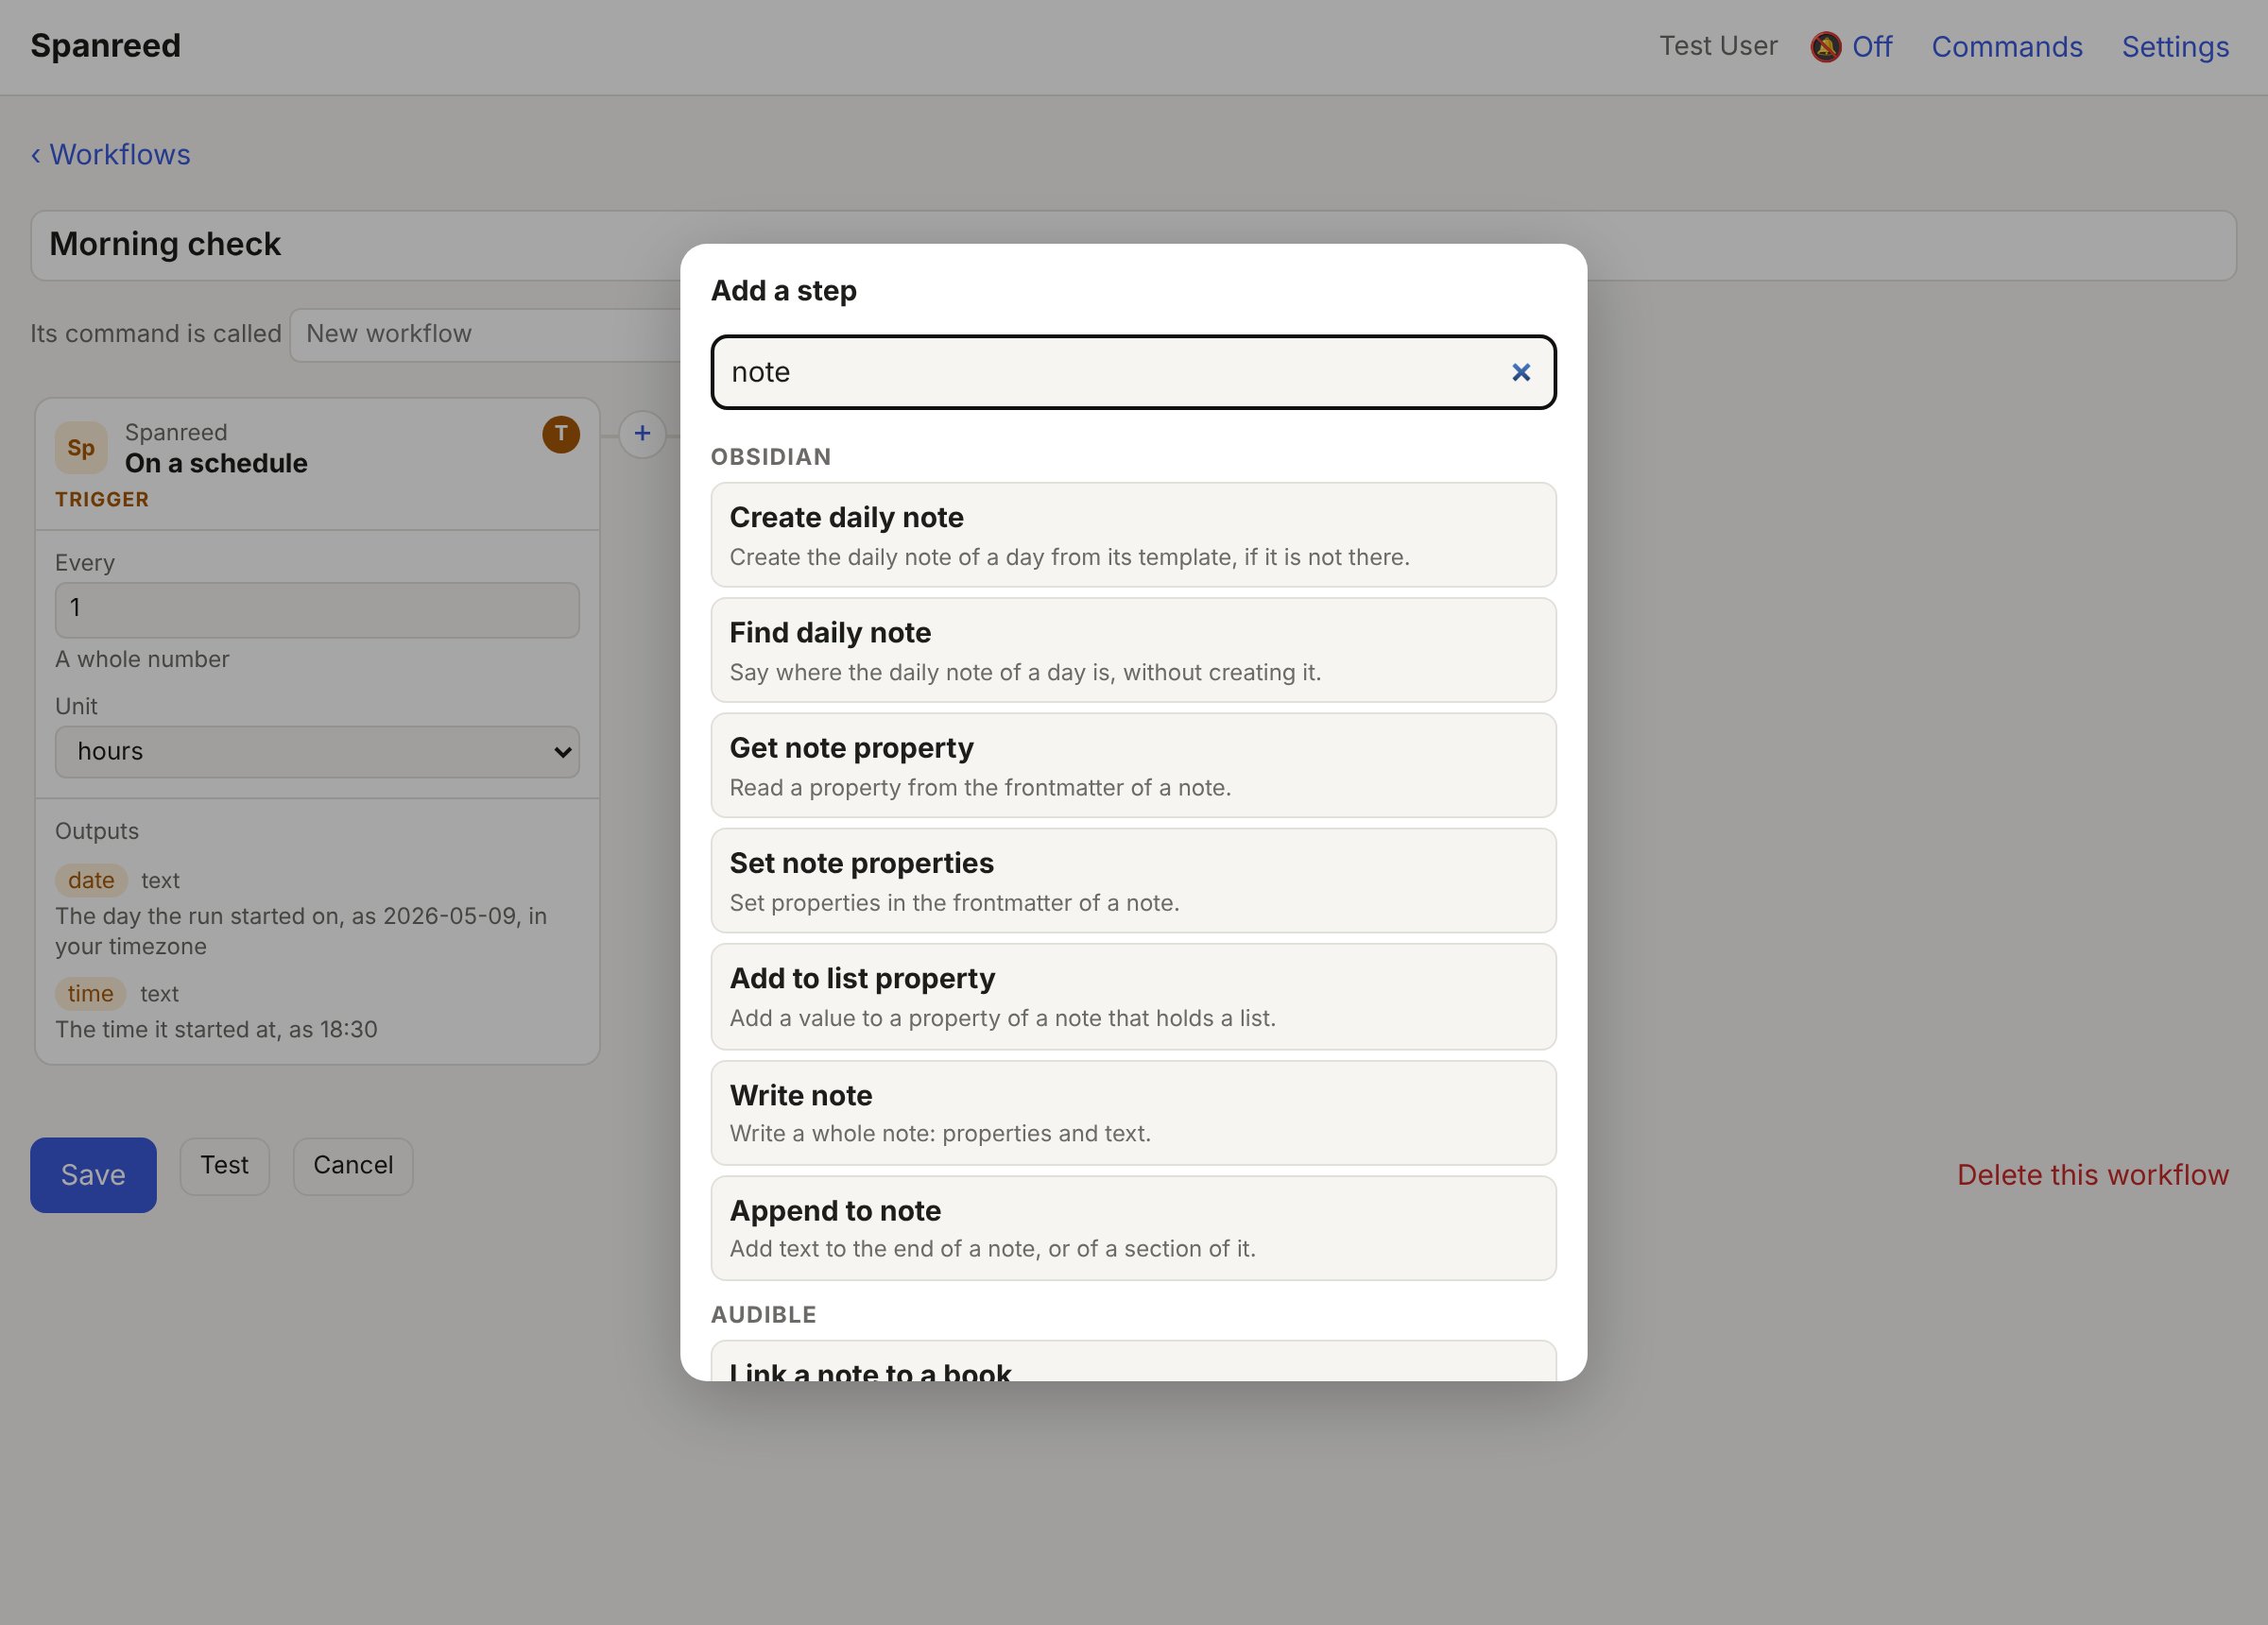 Spanreed
Test User
Off
Commands
Settings
‹ Workflows
Morning check
Its command is called
New workflow
Sp
Spanreed
On a schedule
T
TRIGGER
+
Every
1
A whole number
Unit
hours
Outputs
date text
The day the run started on, as 2026-05-09, in
your timezone
time text
The time it started at, as 18:30
Save
Test
Cancel
Delete this workflow
Add a step
note
OBSIDIAN
Create daily note
Create the daily note of a day from its template, if it is not there.
Find daily note
Say where the daily note of a day is, without creating it.
Get note property
Read a property from the frontmatter of a note.
Set note properties
Set properties in the frontmatter of a note.
Add to list property
Add a value to a property of a note that holds a list.
Write note
Write a whole note: properties and text.
Append to note
Add text to the end of a note, or of a section of it.
AUDIBLE
Link a note to a book